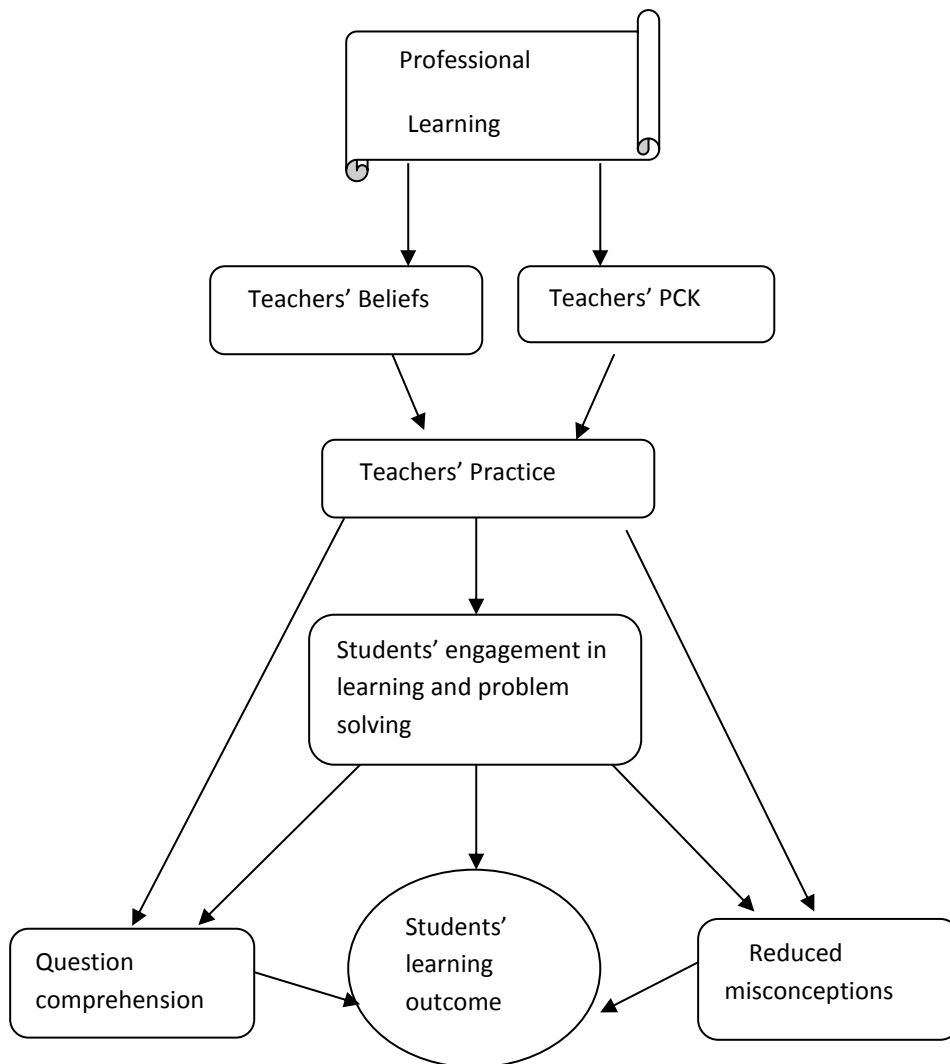 Professional
Learning
Teachers’ Beliefs
Teachers’ PCK
Teachers’ Practice
Students’ engagement in
learning and problem
solving
Question
comprehension
Students’
learning
outcome
Reduced
misconceptions